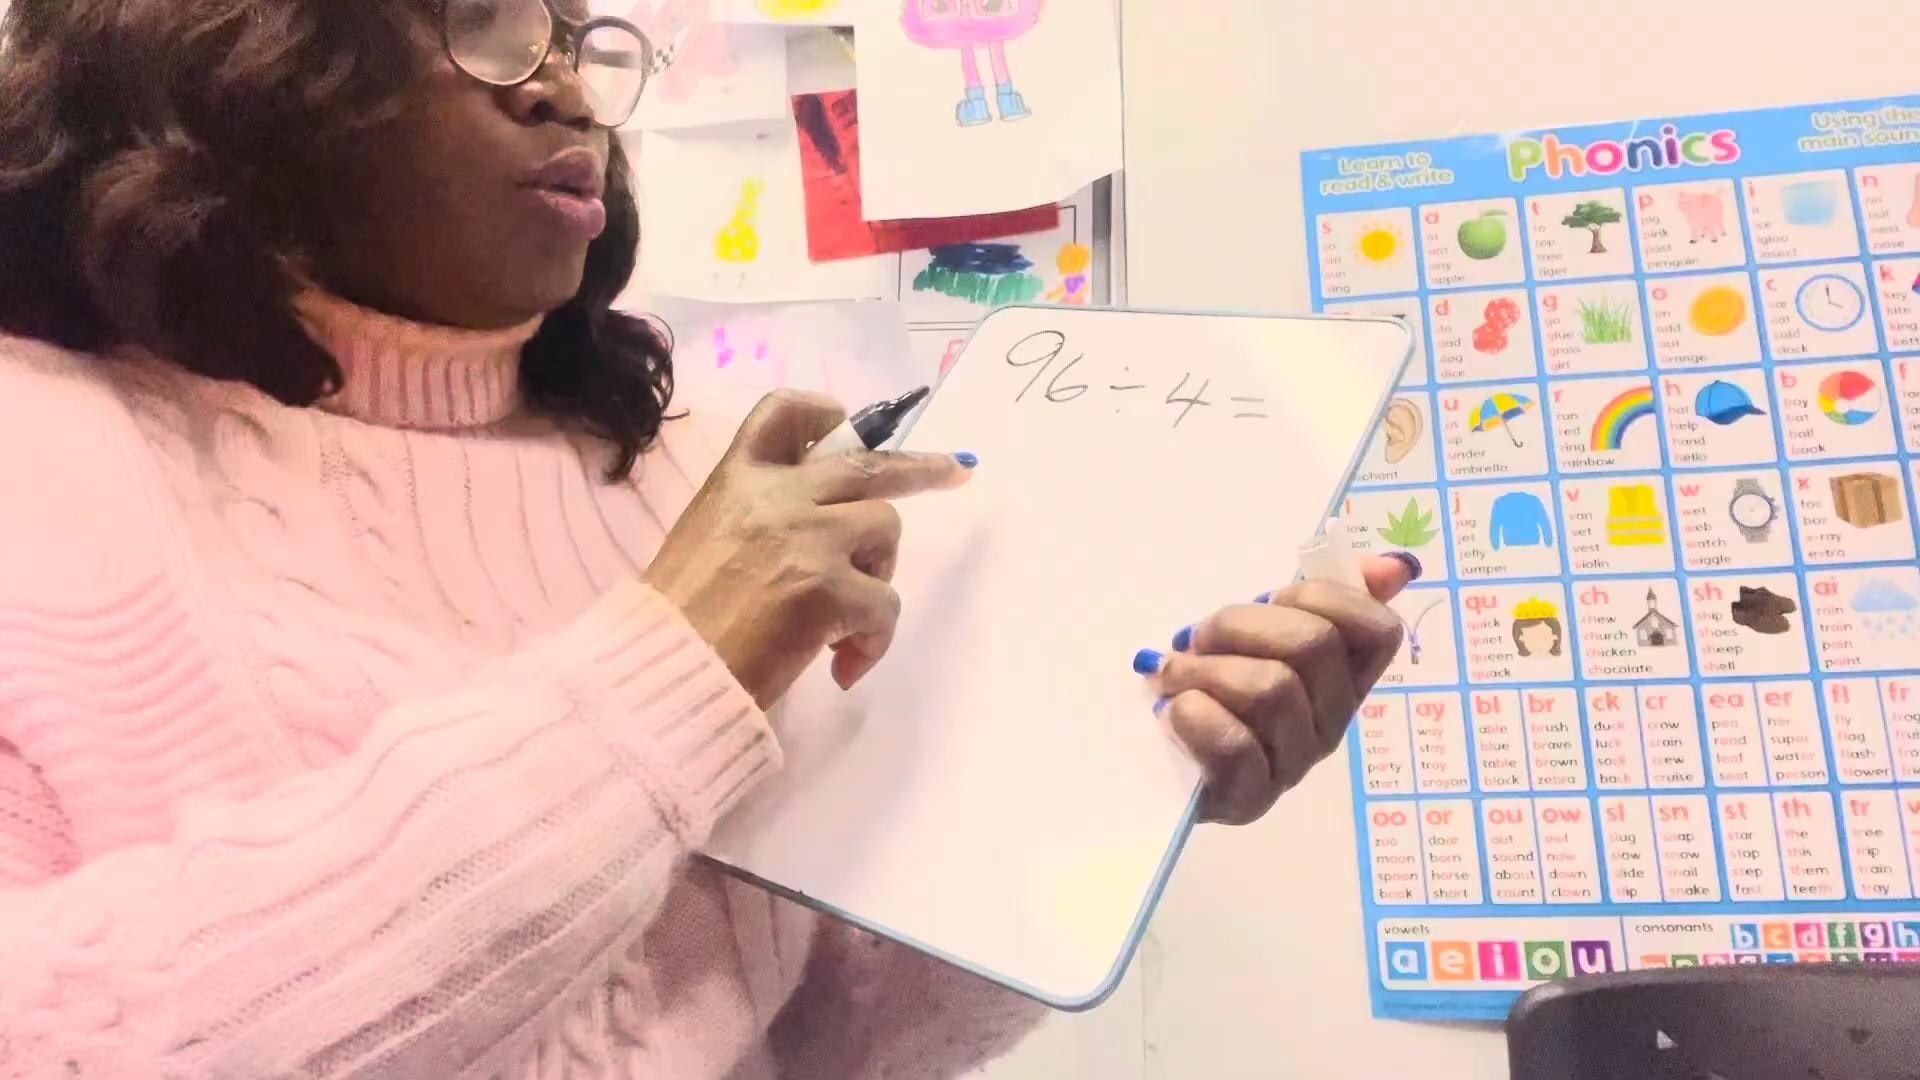 96 ÷ 4 =
Learn to
read & write
Phonics
Using the
main soun
s
so
sat
sun
sing
a
at
ant
any
apple
t
to
top
tree
tiger
p
pig
pink
post
penguin
i
it
ice
igloo
insect
n
no
nut
nest
nose
d
do
dad
dog
dice
g
go
glue
grass
girl
o
on
odd
out
orange
c
car
cat
cold
clock
k
key
kite
king
u
us
up
under
umbrella
r
run
red
ring
rainbow
h
hat
help
hand
hello
b
boy
bat
ball
book
f
l
low
lion
j
jug
jet
jelly
jumper
v
van
vet
vest
violin
w
wet
web
watch
wiggle
x
fox
box
x-ray
extra
qu
quick
quiet
queen
quack
ch
chew
church
chicken
chocolate
sh
ship
shoes
sheep
shell
ai
rain
train
pain
paint
ar
car
star
party
start
ay
way
stay
tray
crayon
bl
able
blue
table
block
br
brush
brave
brown
zebra
ck
duck
luck
sock
back
cr
crow
crain
crew
cruise
ea
pea
read
leaf
seat
er
her
super
water
person
fl
fly
flag
flash
flower
fr
oo
zoo
moon
spoon
book
or
door
born
horse
short
ou
out
sound
about
count
ow
owl
now
down
clown
sl
slug
slow
slide
slip
sn
snap
snow
snail
snake
st
star
stop
step
fast
th
the
this
them
teeth
tr
tree
trip
train
tray
vowels
a e i o u
consonants
b c d f g h